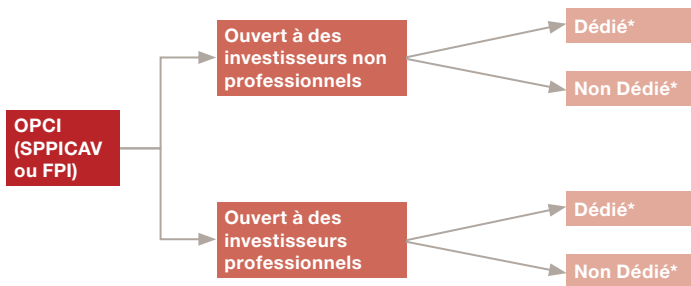 OPCI
(SPPICAV
ou FPI)
Ouvert à des
investisseurs non
professionnels
Dédié*
Non Dédié*
Ouvert à des
investisseurs
professionnels
Dédié*
Non Dédié*